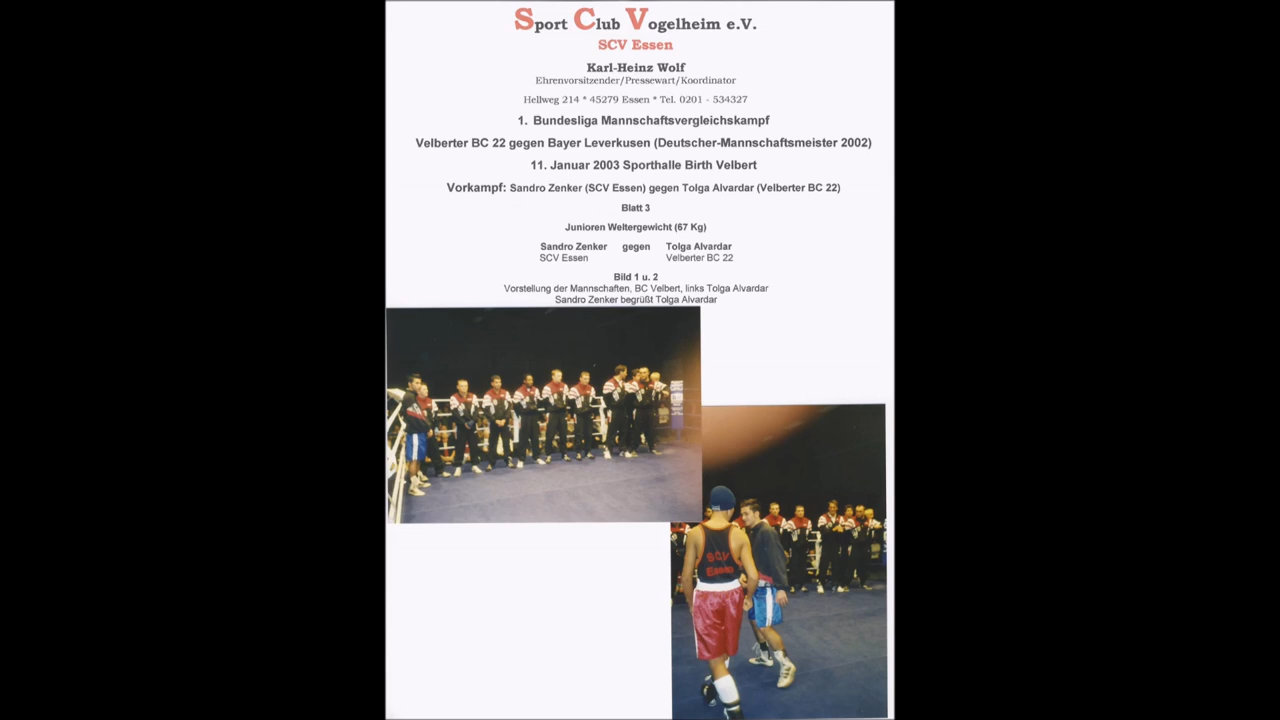 Sport Club Vogelheim e.V.
SCV Essen
Karl-Heinz Wolf
Ehrenvorsitzender/Pressewart/Koordinator
Hellweg 214 * 45279 Essen * Tel. 0201 - 534327
1. Bundesliga Mannschaftsvergleichskampf
Velberter BC 22 gegen Bayer Leverkusen (Deutscher-Mannschaftsmeister 2002)
11. Januar 2003 Sporthalle Birth Velbert
Vorkampf: Sandro Zenker (SCV Essen) gegen Tolga Alvardar (Velberter BC 22)
Blatt 3
Junioren Weltergewicht (67 Kg)
Sandro Zenker gegen Tolga Alvardar
SCV Essen Velberter BC 22
Bild 1 u. 2
Vorstellung der Mannschaften, BC Velbert, links Tolga Alvardar
Sandro Zenker begrüßt Tolga Alvardar
SCV
Essen